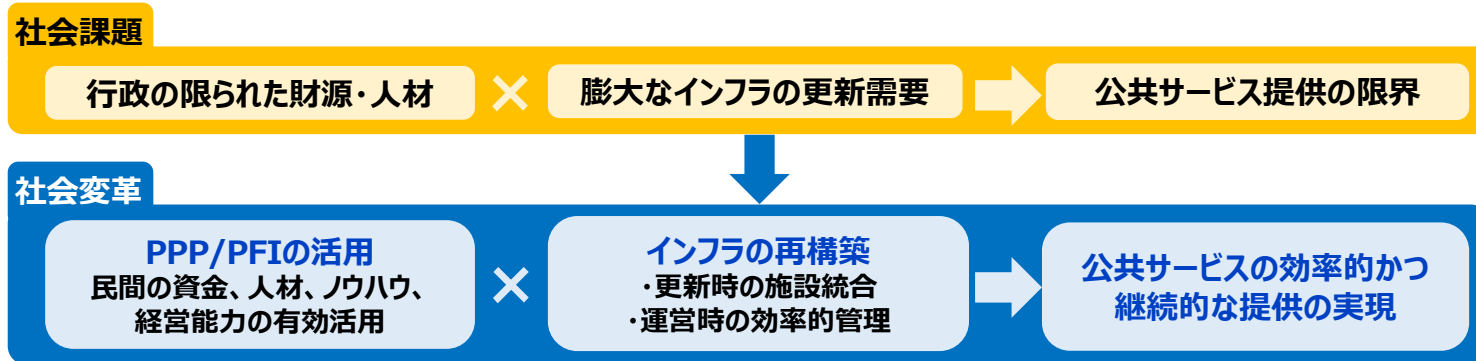 社会課題
行政の限られた財源・人材
×
膨大なインフラの更新需要
公共サービス提供の限界
社会変革
PPP/PFIの活用
民間の資金、人材、ノウハウ、
経営能力の有効活用
×
インフラの再構築
・更新時の施設統合
・運営時の効率的管理
公共サービスの効率的かつ
継続的な提供の実現